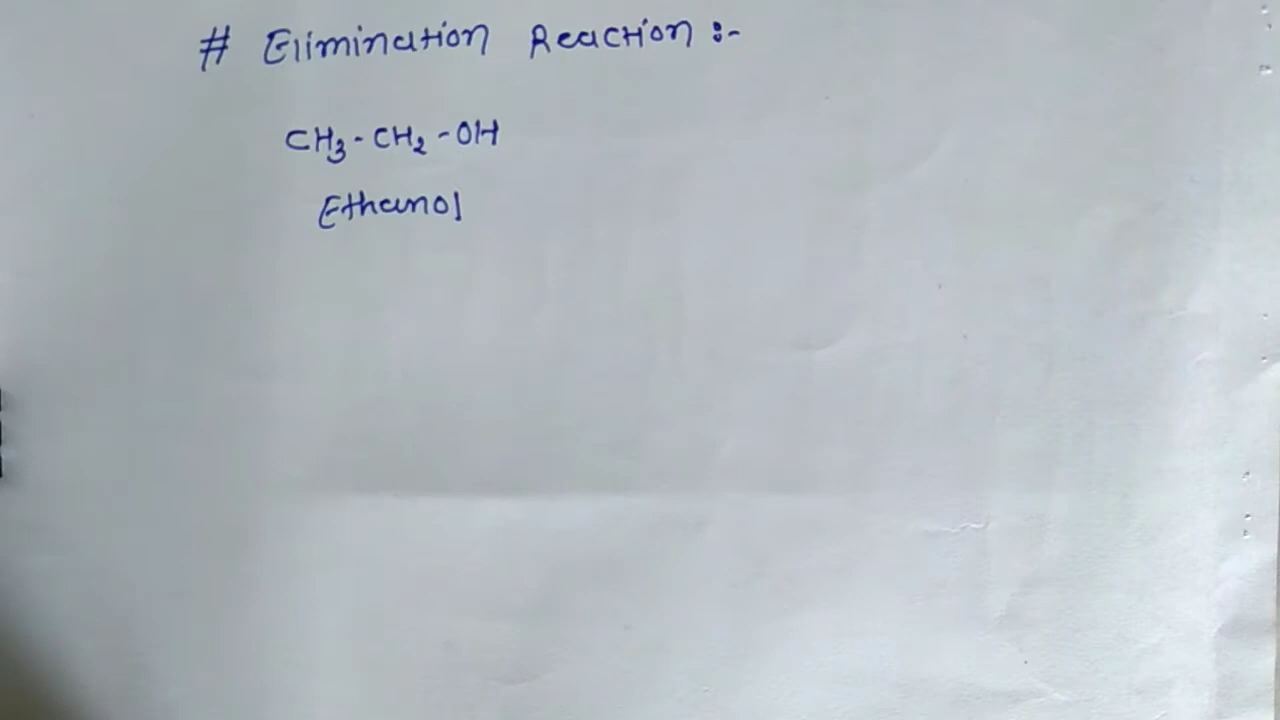 # Elimination Reaction :-
CH₃ - CH₂ - OH
Ethanol